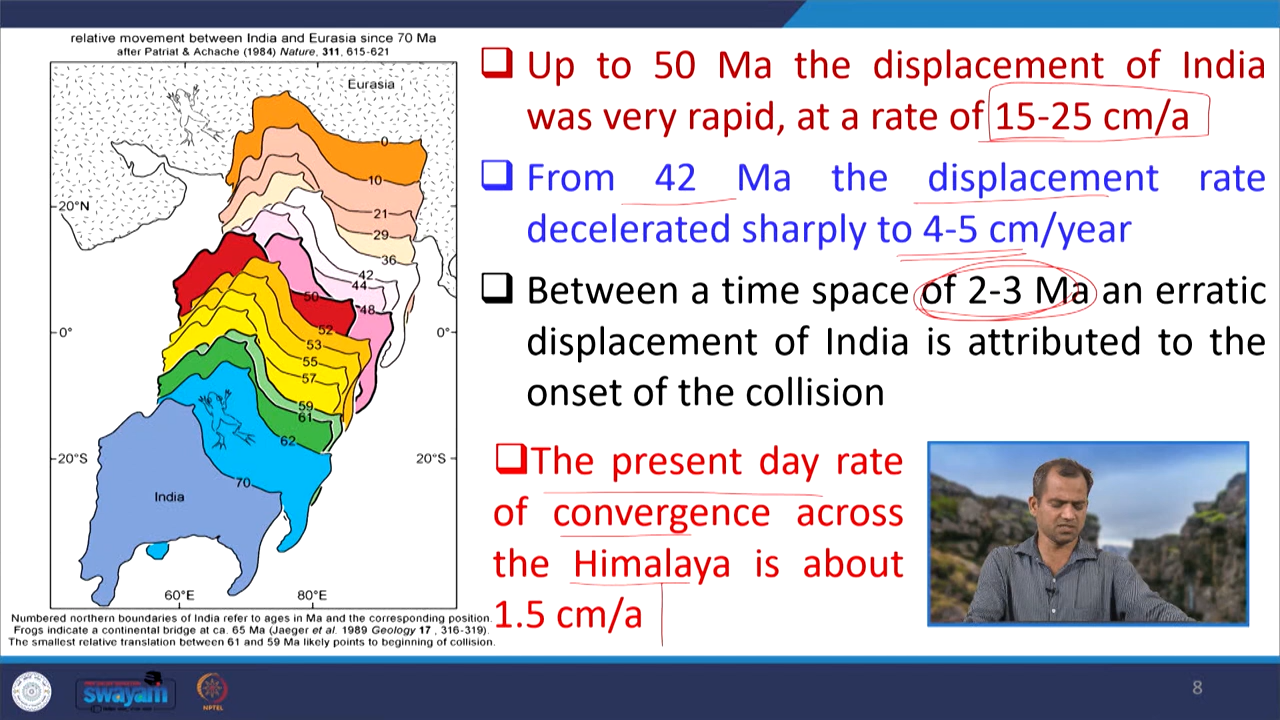 relative movement between India and Eurasia since 70 Ma
after Patriat & Achache (1984) Nature, 311, 615-621
Eurasia
0
10
20°N
21
29
36
42
44
50
48
0°
52
0°
53
55
57
59
61
62
20°S
20°S
70
India
60°E
80°E
Numbered northern boundaries of India refer to ages in Ma and the corresponding position.
Frogs indicate a continental bridge at ca. 65 Ma (Jaeger et al. 1989 Geology 17 , 316-319).
The smallest relative translation between 61 and 59 Ma likely points to beginning of collision.
Up to 50 Ma the displacement of India
was very rapid, at a rate of 15-25 cm/a
From 42 Ma the displacement rate
decelerated sharply to 4-5 cm/year
Between a time space of 2-3 Ma an erratic
displacement of India is attributed to the
onset of the collision
The present day rate
of convergence across
the Himalaya is about
1.5 cm/a
swayam
NPTEL
8